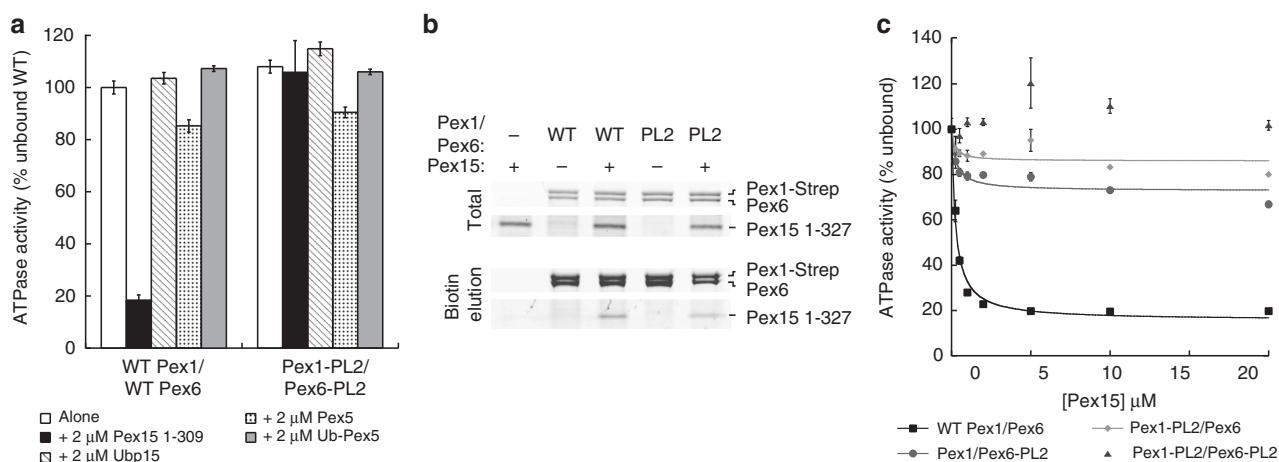 a
ATPase activity (% unbound WT)
120
100
80
60
40
20
0
WT Pex1/
WT Pex6
Pex1-PL2/
Pex6-PL2
Alone
+ 2 μM Pex15 1-309
+ 2 μM Ubp15
+ 2 μM Pex5
+ 2 μM Ub-Pex5
b
Pex1/
Pex6:
– WT WT PL2 PL2
Pex15: + – + – +
Total
Pex1-Strep
Pex6
Pex15 1-327
Biotin
elution
Pex1-Strep
Pex6
Pex15 1-327
c
ATPase activity (% unbound)
140
120
100
80
60
40
20
0
0 5 10 15 20
[Pex15] μM
WT Pex1/Pex6
Pex1/Pex6-PL2
Pex1-PL2/Pex6
Pex1-PL2/Pex6-PL2